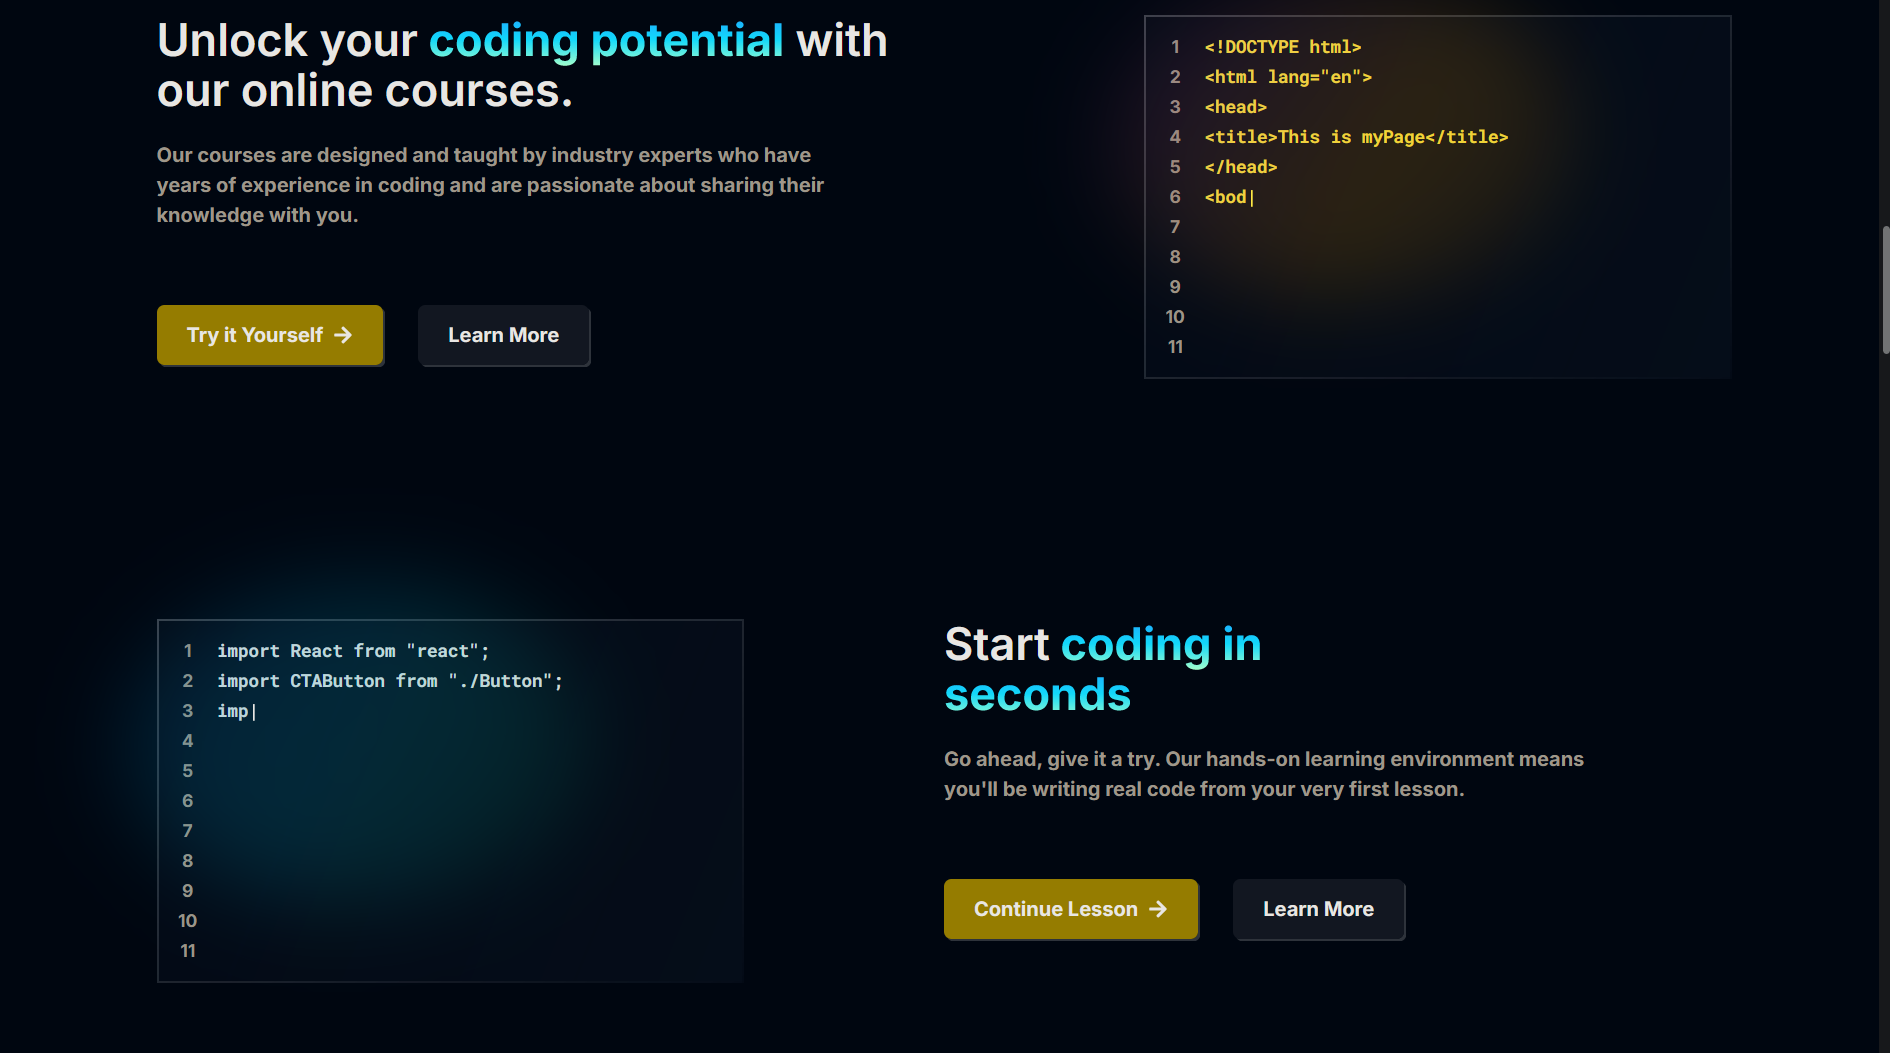 Unlock your coding potential with
our online courses.
Our courses are designed and taught by industry experts who have
years of experience in coding and are passionate about sharing their
knowledge with you.
Try it Yourself →
Learn More
1 <!DOCTYPE html>
2 <html lang="en">
3 <head>
4 <title>This is myPage</title>
5 </head>
6 <bod|
7
8
9
10
11
1 import React from "react";
2 import CTAButton from "./Button";
3 imp|
4
5
6
7
8
9
10
11
Start coding in
seconds
Go ahead, give it a try. Our hands-on learning environment means
you'll be writing real code from your very first lesson.
Continue Lesson →
Learn More